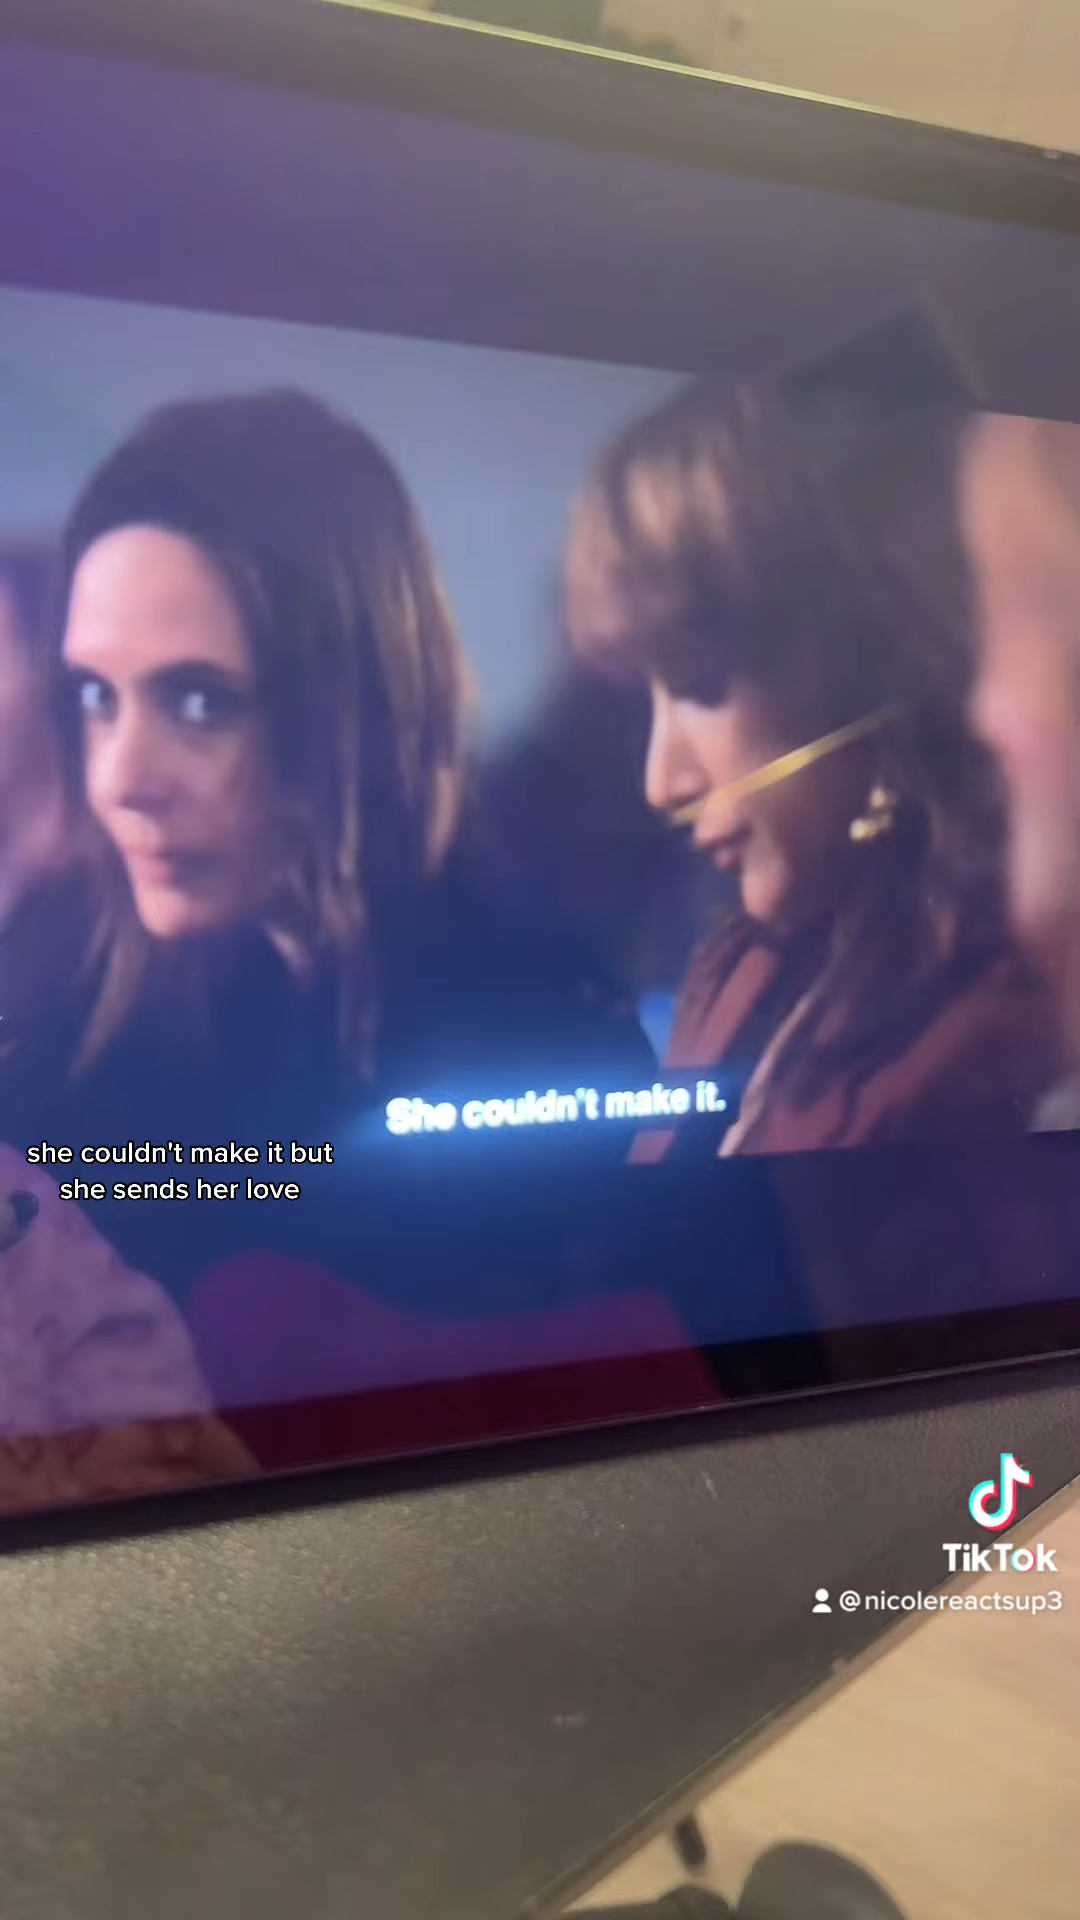 She couldn't make it.
she couldn't make it but
she sends her love
TikTok
@nicolereactsup3